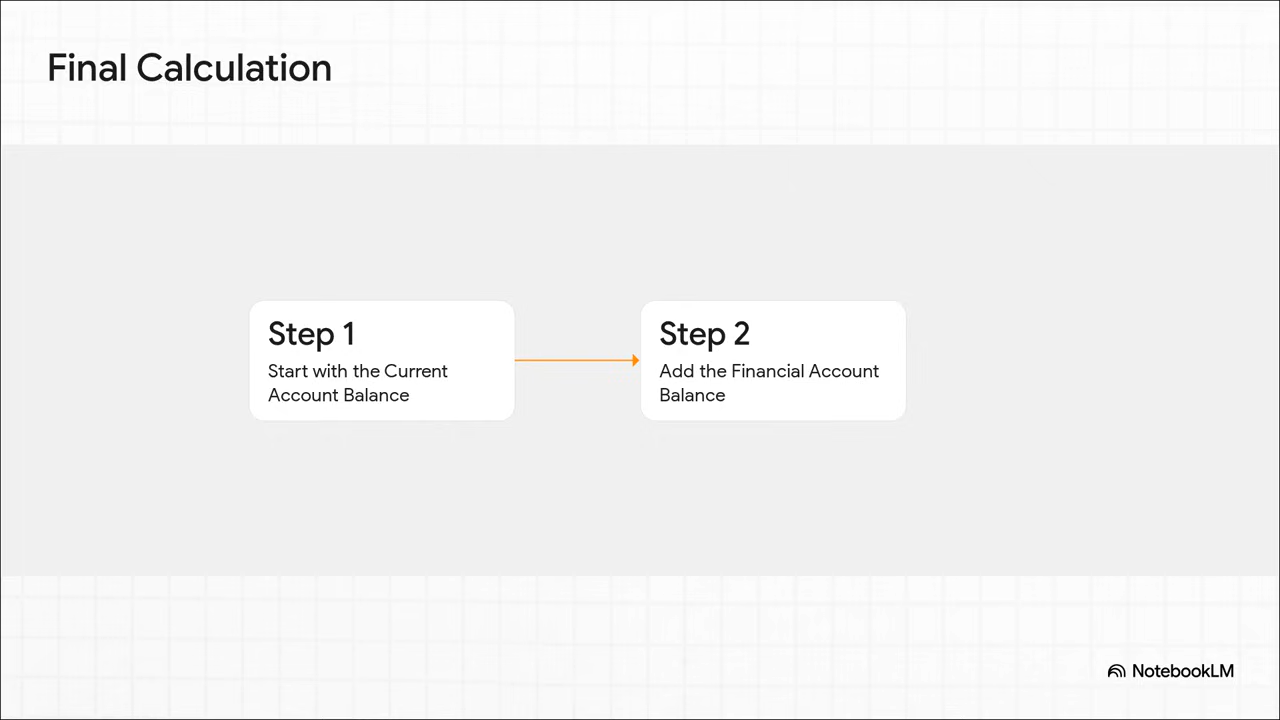 Final Calculation
Step 1
Start with the Current
Account Balance
Step 2
Add the Financial Account
Balance
NotebookLM